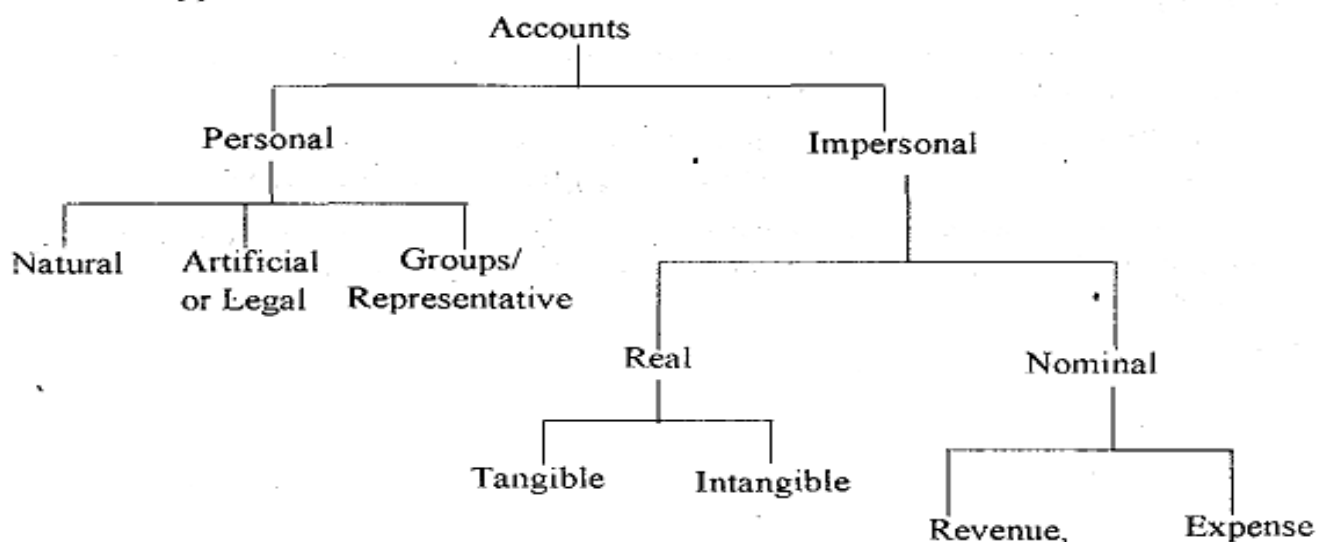 Accounts
Personal
Impersonal
Natural
Artificial
or Legal
Groups/
Representative
Real
Nominal
Tangible
Intangible
Revenue,
Expense